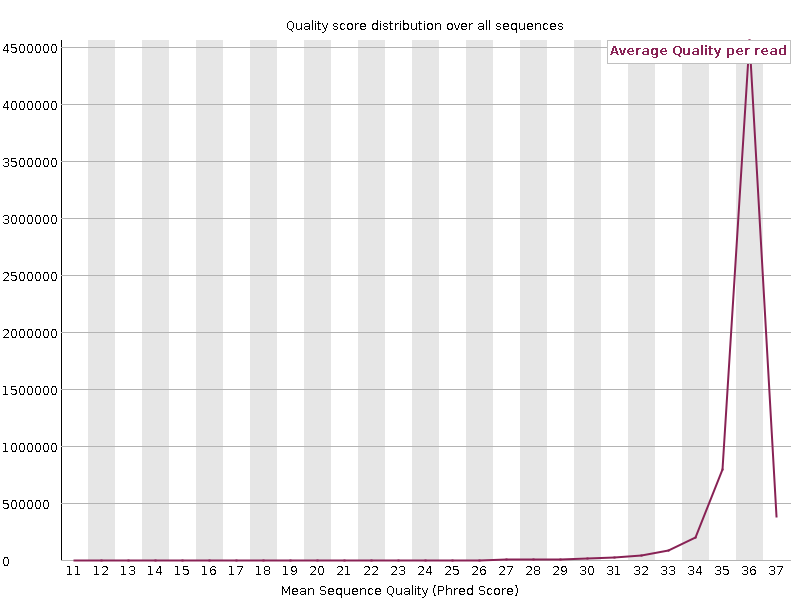 Quality score distribution over all sequences
Average Quality per read
4500000
4000000
3500000
3000000
2500000
2000000
1500000
1000000
500000
0
11 12 13 14 15 16 17 18 19 20 21 22 23 24 25 26 27 28 29 30 31 32 33 34 35 36 37
Mean Sequence Quality (Phred Score)